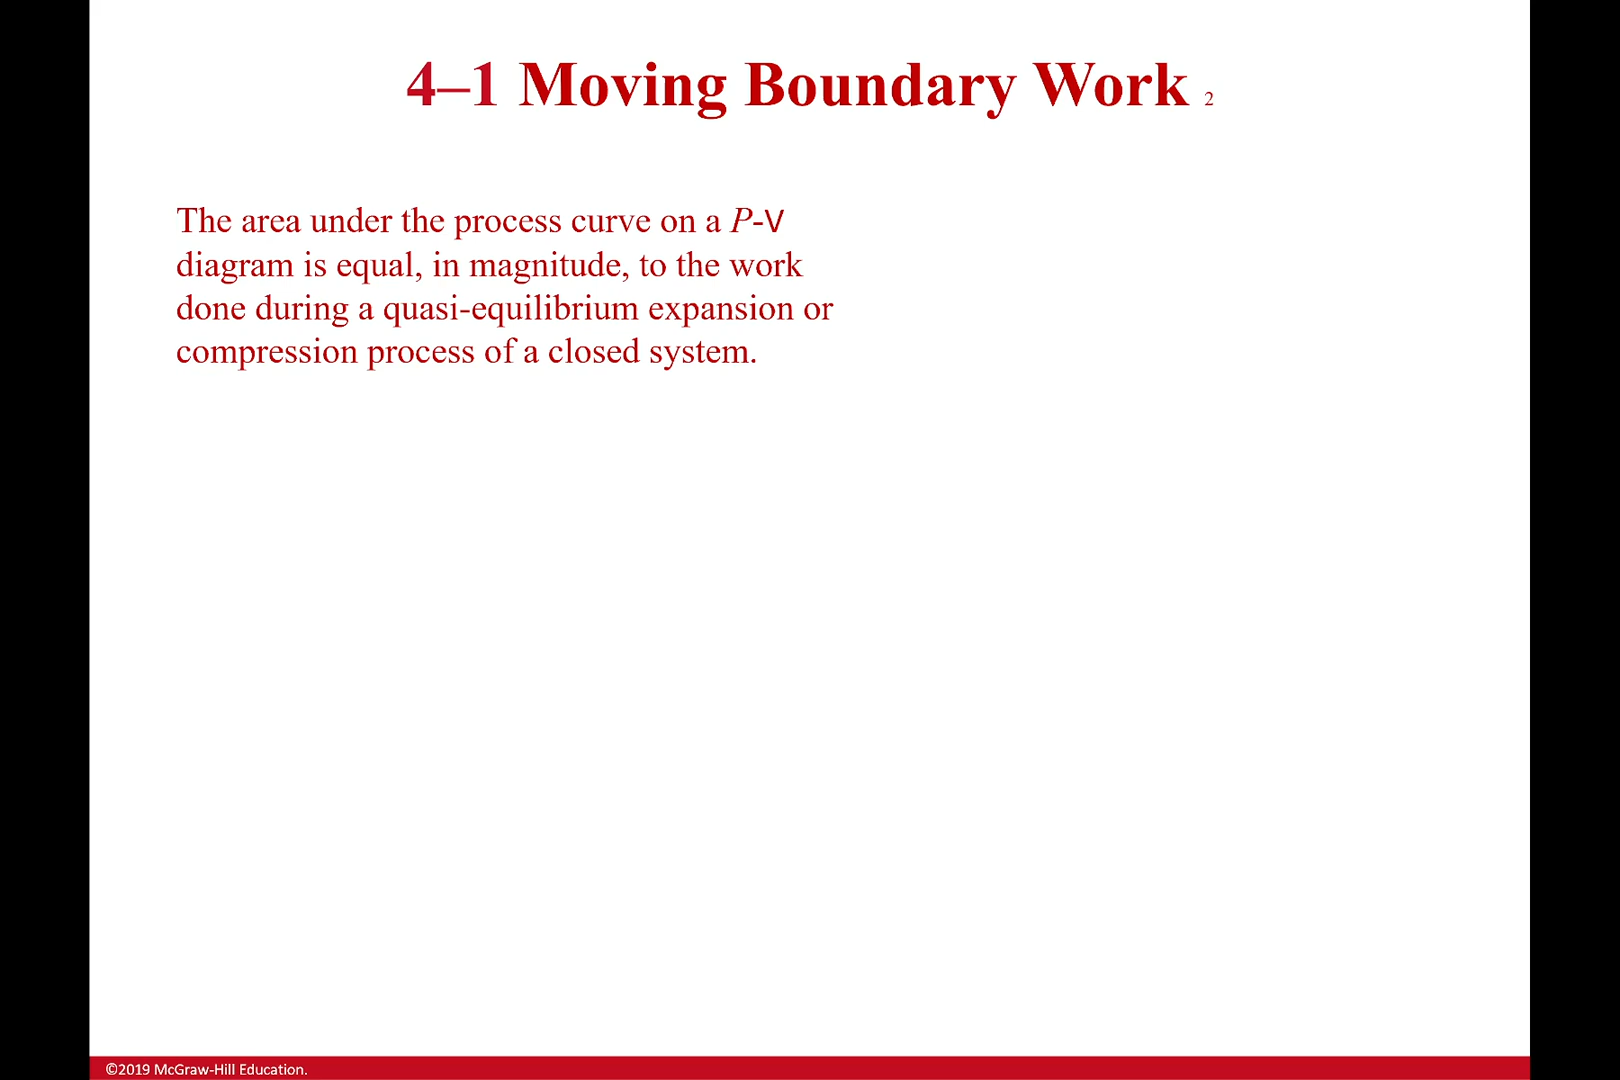 4–1 Moving Boundary Work 2
The area under the process curve on a P-V
diagram is equal, in magnitude, to the work
done during a quasi-equilibrium expansion or
compression process of a closed system.
©2019 McGraw-Hill Education.